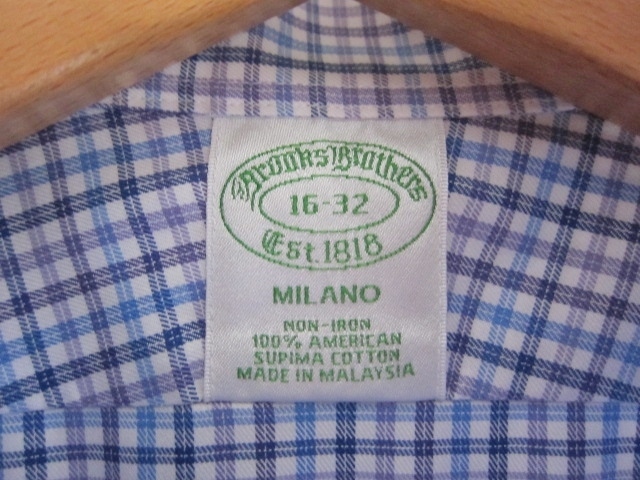 Brooks Brothers
16-32
Est. 1818
MILANO
NON-IRON
100% AMERICAN
SUPIMA COTTON
MADE IN MALAYSIA